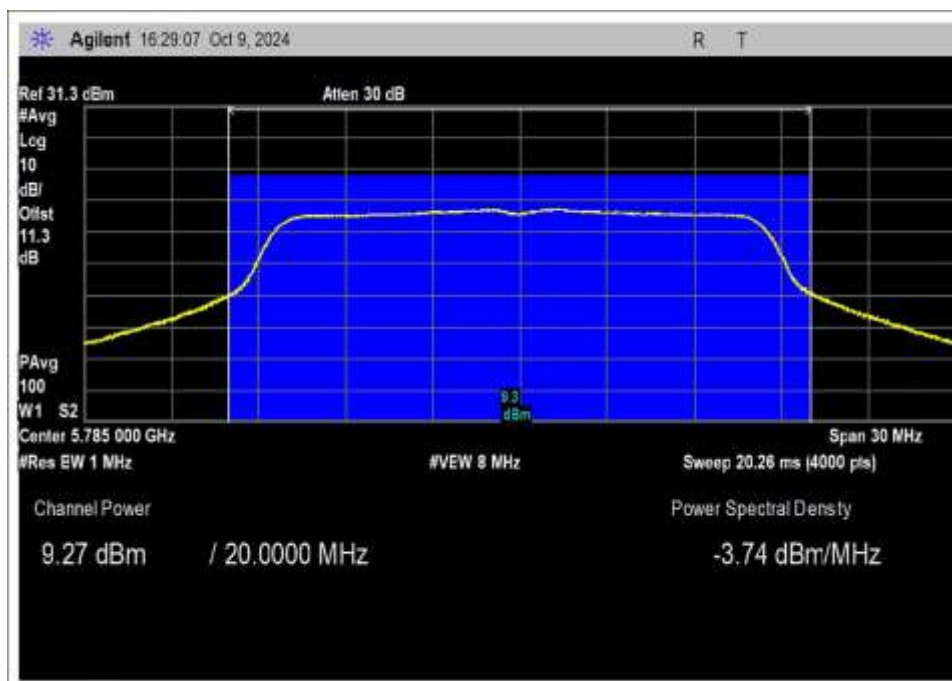 Agilent 16:29:07 Oct 9, 2024 R T
Ref 31.3 dBm Atten 30 dB
#Avg
Log
10
dB/
Offst
11.3
dB
PAvg
100
W1 S2
9.3
dBm
Center 5.785 000 GHz Span 30 MHz
#Res BW 1 MHz #VBW 8 MHz Sweep 20.26 ms (4000 pts)
Channel Power Power Spectral Density
9.27 dBm / 20.0000 MHz -3.74 dBm/MHz